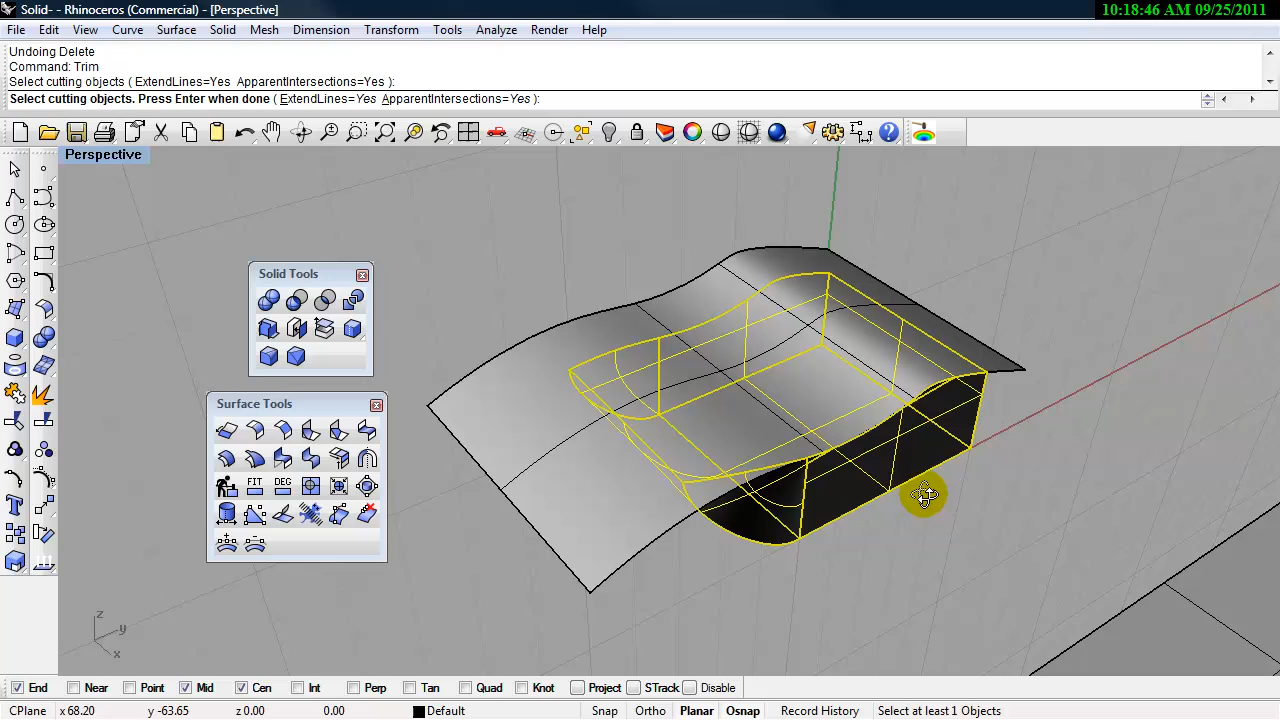 Solid- - Rhinoceros (Commercial) - [Perspective]
10:18:46 AM 09/25/2011
File Edit View Curve Surface Solid Mesh Dimension Transform Tools Analyze Render Help
Undoing Delete
Command: Trim
Select cutting objects ( ExtendLines=Yes ApparentIntersections=Yes ):
Select cutting objects. Press Enter when done ( ExtendLines=Yes ApparentIntersections=Yes ):
Perspective
Solid Tools
Surface Tools
FIT DEG
z
y
x
End Near Point Mid Cen Int Perp Tan Quad Knot Project STrack Disable
CPlane x 68.20 y -63.65 z 0.00 0.00 Default Snap Ortho Planar Osnap Record History Select at least 1 Objects